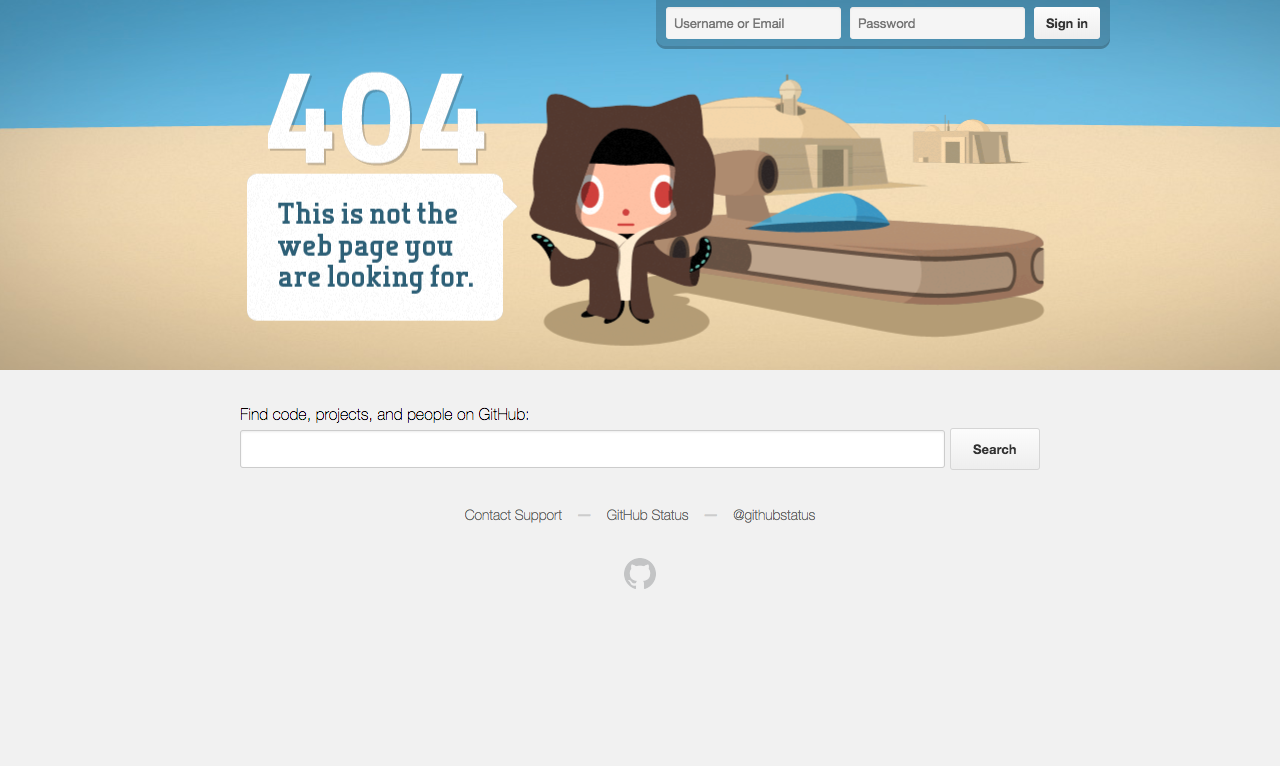 Username or Email
Password
Sign in
404
This is not the
web page you
are looking for.
Find code, projects, and people on GitHub:
Search
Contact Support — GitHub Status — @githubstatus